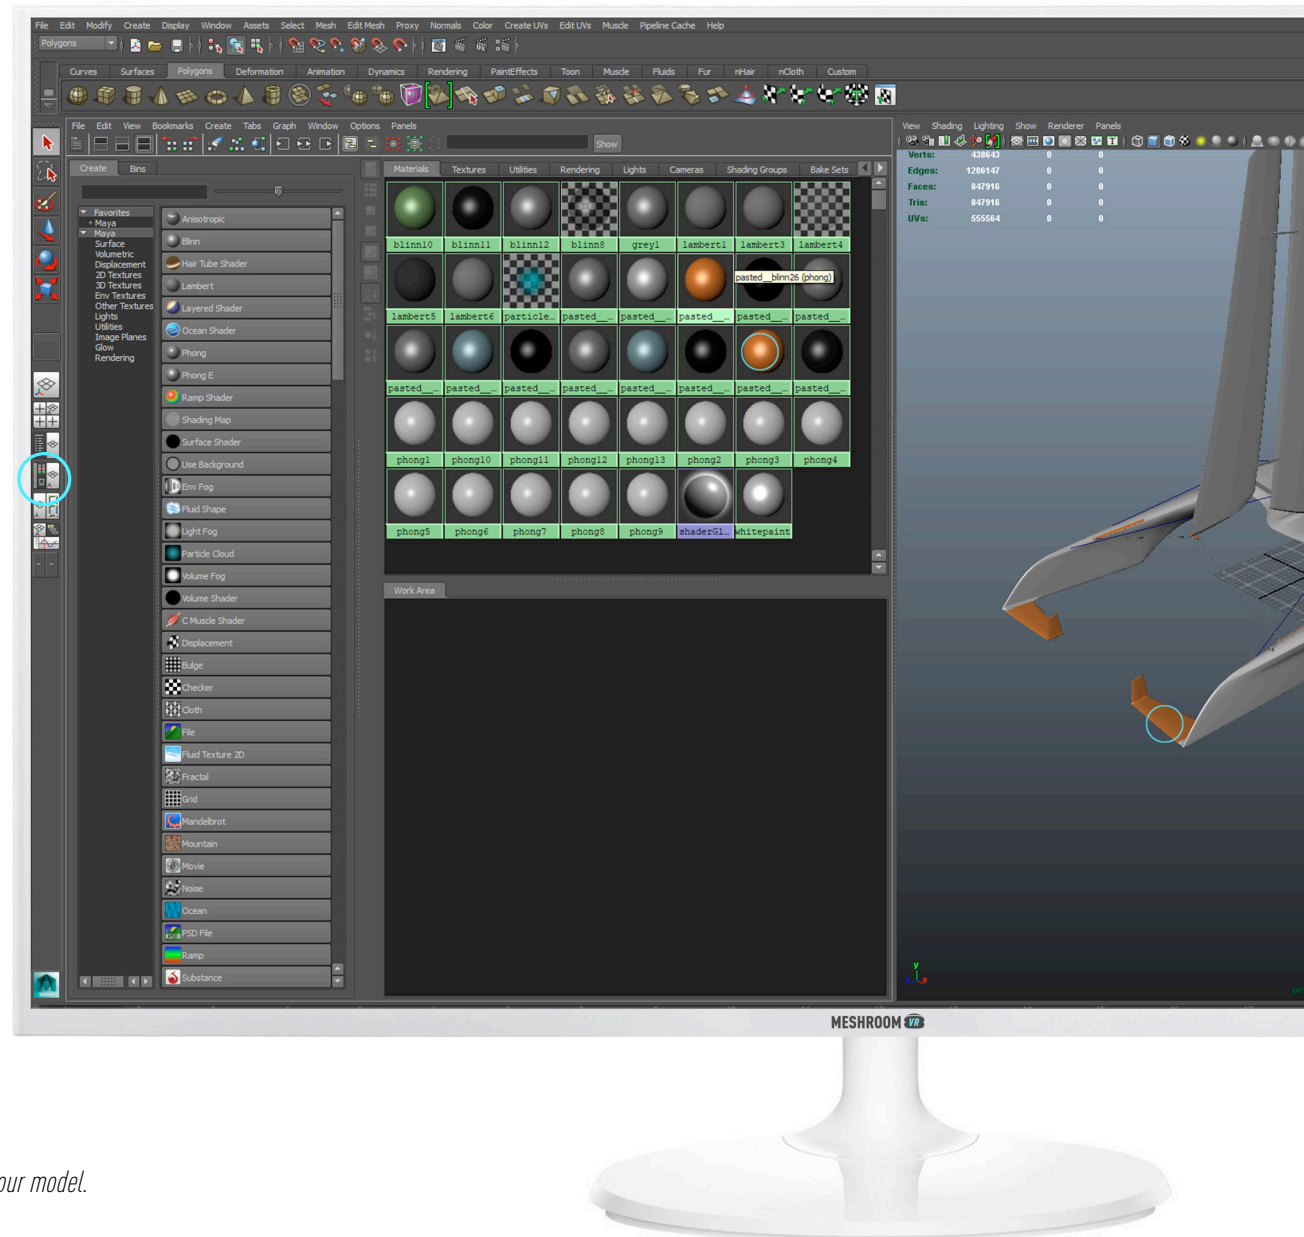 File Edit Modify Create Display Window Assets Select Mesh Edit Mesh Proxy Normals Color Create UVs Edit UVs Muscle Pipeline Cache Help
Polygons
Curves Surfaces Polygons Deformation Animation Dynamics Rendering PaintEffects Toon Muscle Fluids Fur nHair nCloth Custom
File Edit View Bookmarks Create Tabs Graph Window Options Panels
Show
View Shading Lighting Show Renderer Panels
Verts: 438643 0 0
Edges: 1286147 0 0
Faces: 847916 0 0
Tris: 847916 0 0
UVs: 555564 0 0
Create Bins
Favorites
+ Maya
Maya
Surface
Volumetric
Displacement
2D Textures
3D Textures
Env Textures
Other Textures
Lights
Utilities
Image Planes
Glow
Rendering
Anisotropic
Blinn
Hair Tube Shader
Lambert
Layered Shader
Ocean Shader
Phong
Phong E
Ramp Shader
Shading Map
Surface Shader
Use Background
Env Fog
Fluid Shape
Light Fog
Particle Cloud
Volume Fog
Volume Shader
C Muscle Shader
Displacement
Bulge
Checker
Cloth
File
Fluid Texture 2D
Fractal
Grid
Mandelbrot
Mountain
Movie
Noise
Ocean
PSD File
Ramp
Substance
Materials Textures Utilities Rendering Lights Cameras Shading Groups Bake Sets
blinn10 blinn11 blinn12 blinn8 grey1 lambert1 lambert3 lambert4
pasted__blinn26 (phong)
lambert5 lambert6 particle... pasted__... pasted__... pasted__... pasted__... pasted__...
pasted__... pasted__... pasted__... pasted__... pasted__... pasted__... pasted__... pasted__...
phong1 phong10 phong11 phong12 phong13 phong2 phong3 phong4
phong5 phong6 phong7 phong8 phong9 shaderGl... whitepaint
Work Area
y
x
MESHROOM VR
our model.